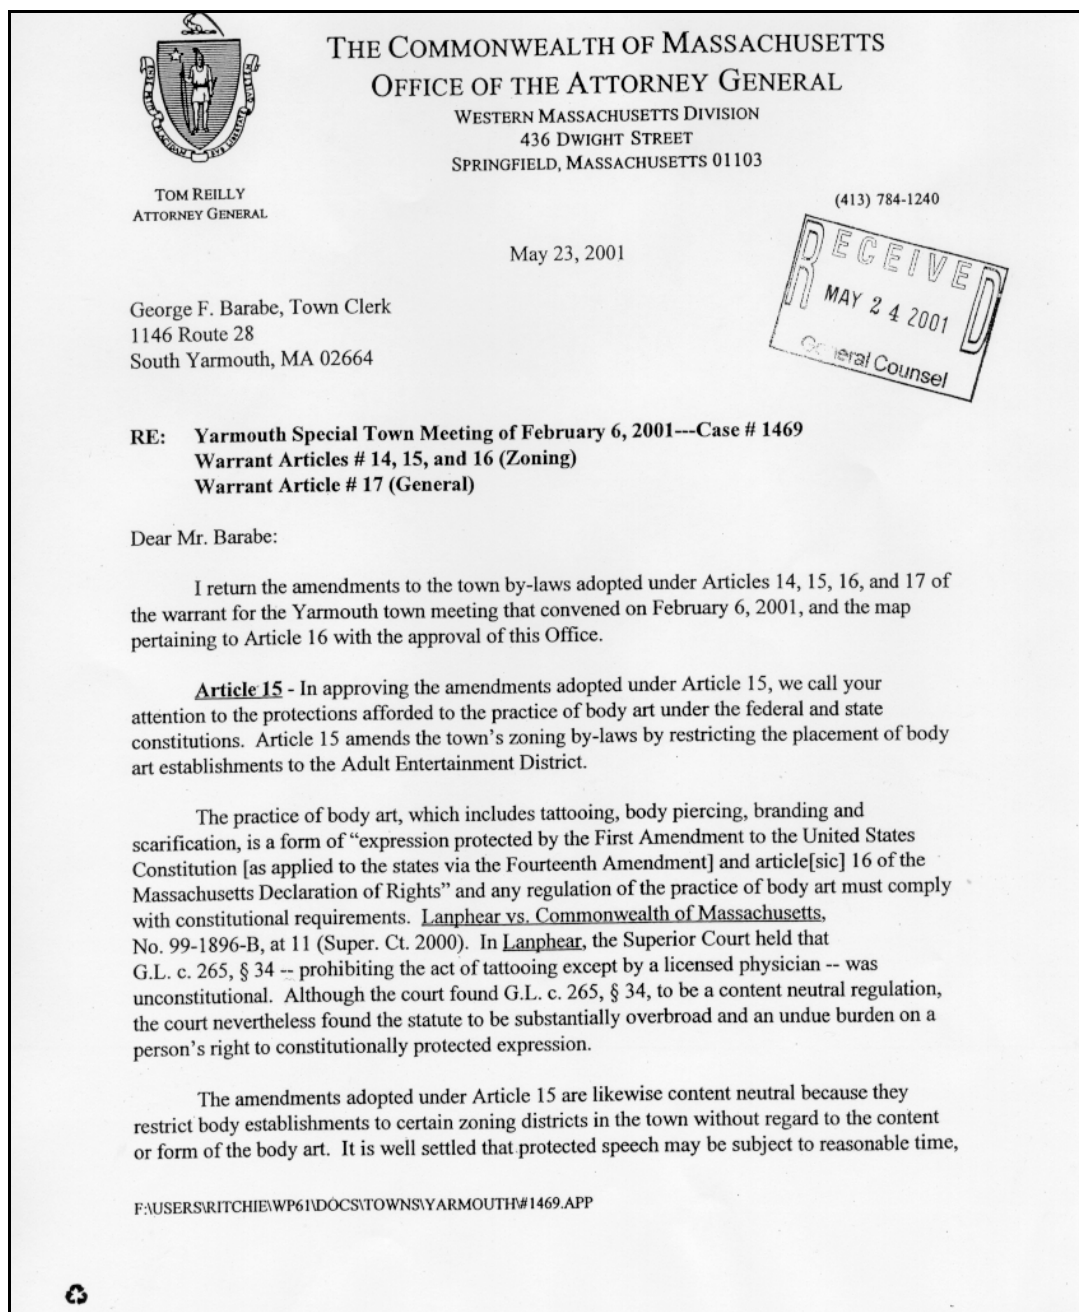 THE COMMONWEALTH OF MASSACHUSETTS
OFFICE OF THE ATTORNEY GENERAL
WESTERN MASSACHUSETTS DIVISION
436 DWIGHT STREET
SPRINGFIELD, MASSACHUSETTS 01103
TOM REILLY
ATTORNEY GENERAL
(413) 784-1240
May 23, 2001
RECEIVED
MAY 24 2001
General Counsel
George F. Barabe, Town Clerk
1146 Route 28
South Yarmouth, MA 02664
RE: Yarmouth Special Town Meeting of February 6, 2001---Case # 1469
Warrant Articles # 14, 15, and 16 (Zoning)
Warrant Article # 17 (General)
Dear Mr. Barabe:
I return the amendments to the town by-laws adopted under Articles 14, 15, 16, and 17 of
the warrant for the Yarmouth town meeting that convened on February 6, 2001, and the map
pertaining to Article 16 with the approval of this Office.
Article 15 - In approving the amendments adopted under Article 15, we call your
attention to the protections afforded to the practice of body art under the federal and state
constitutions. Article 15 amends the town's zoning by-laws by restricting the placement of body
art establishments to the Adult Entertainment District.
The practice of body art, which includes tattooing, body piercing, branding and
scarification, is a form of “expression protected by the First Amendment to the United States
Constitution [as applied to the states via the Fourteenth Amendment] and article[sic] 16 of the
Massachusetts Declaration of Rights” and any regulation of the practice of body art must comply
with constitutional requirements. Lanphear vs. Commonwealth of Massachusetts,
No. 99-1896-B, at 11 (Super. Ct. 2000). In Lanphear, the Superior Court held that
G.L. c. 265, § 34 -- prohibiting the act of tattooing except by a licensed physician -- was
unconstitutional. Although the court found G.L. c. 265, § 34, to be a content neutral regulation,
the court nevertheless found the statute to be substantially overbroad and an undue burden on a
person's right to constitutionally protected expression.
The amendments adopted under Article 15 are likewise content neutral because they
restrict body establishments to certain zoning districts in the town without regard to the content
or form of the body art. It is well settled that protected speech may be subject to reasonable time,
F:\USERS\RITCHIE\WP61\DOCS\TOWNS\YARMOUTH\#1469.APP